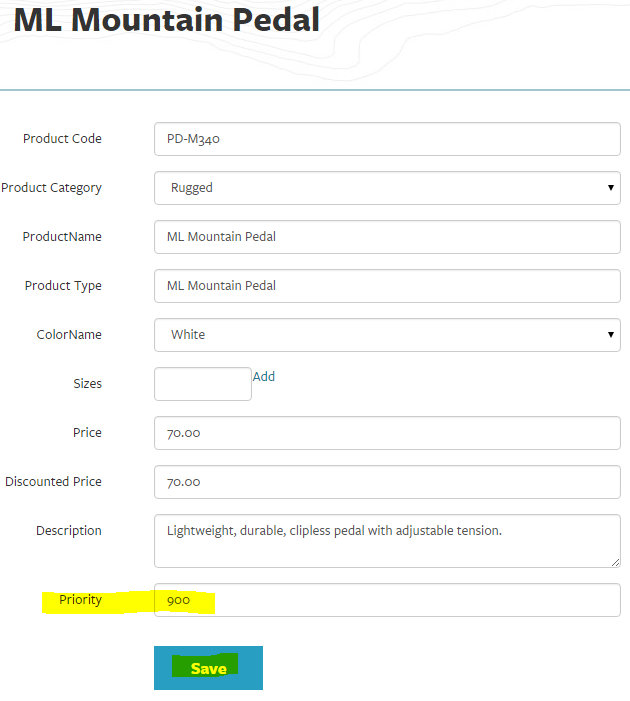 ML Mountain Pedal
Product Code PD-M340
Product Category Rugged
ProductName ML Mountain Pedal
Product Type ML Mountain Pedal
ColorName White
Sizes Add
Price 70.00
Discounted Price 70.00
Description Lightweight, durable, clipless pedal with adjustable tension.
Priority 900
Save